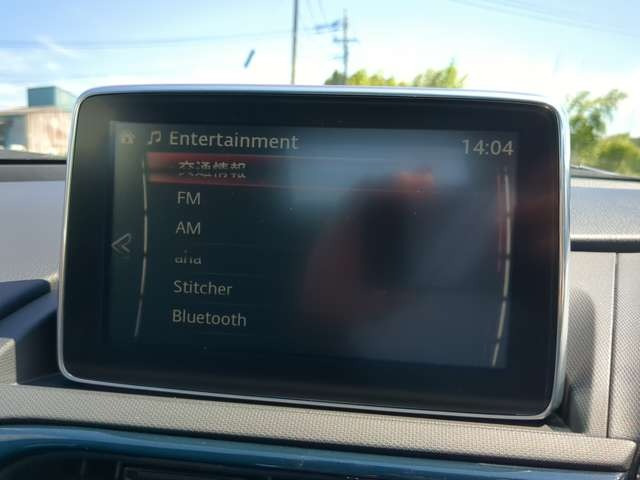 Entertainment
14:04
交通情報
FM
AM
aha
Stitcher
Bluetooth